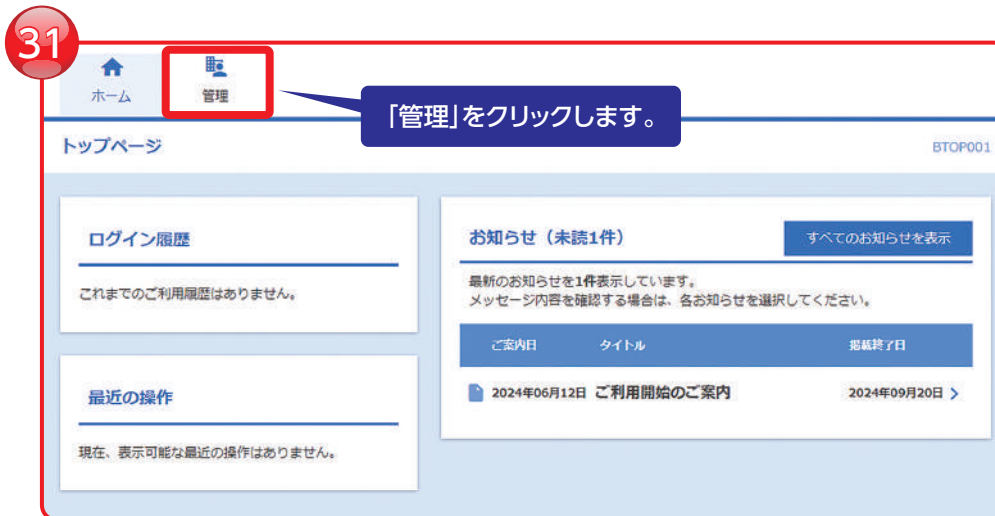 31
ホーム
管理
「管理」をクリックします。
トップページ
BTOP001
ログイン履歴
これまでのご利用履歴はありません。
お知らせ（未読1件）
すべてのお知らせを表示
最新のお知らせを1件表示しています。
メッセージ内容を確認する場合は、各お知らせを選択してください。
ご案内日 タイトル 掲載終了日
2024年06月12日 ご利用開始のご案内 2024年09月20日
最近の操作
現在、表示可能な最近の操作はありません。